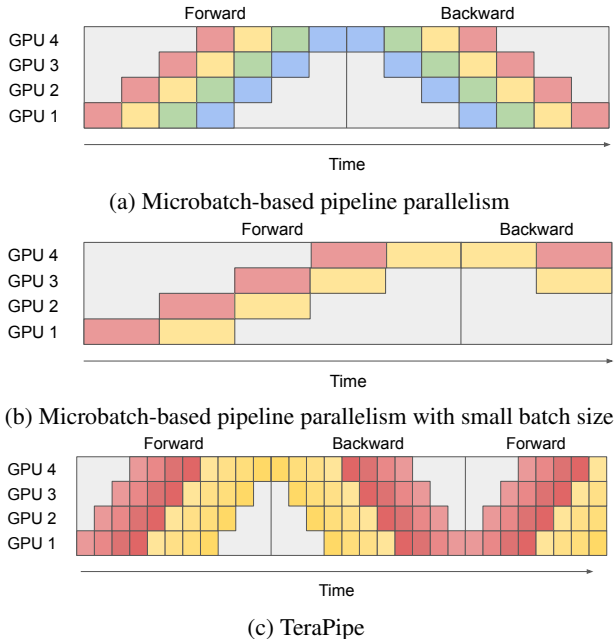 Forward Backward
GPU 4
GPU 3
GPU 2
GPU 1
Time
(a) Microbatch-based pipeline parallelism
Forward Backward
GPU 4
GPU 3
GPU 2
GPU 1
Time
(b) Microbatch-based pipeline parallelism with small batch size
Forward Backward Forward
GPU 4
GPU 3
GPU 2
GPU 1
Time
(c) TeraPipe